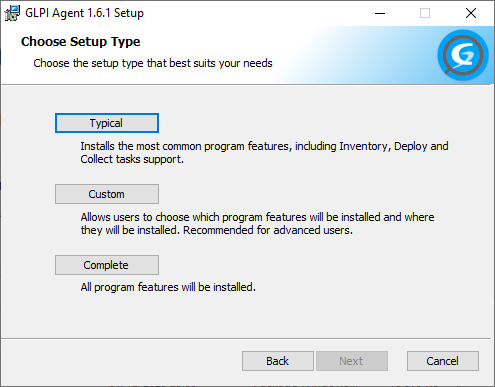 GLPI Agent 1.6.1 Setup
Choose Setup Type
Choose the setup type that best suits your needs
Typical
Installs the most common program features, including Inventory, Deploy and
Collect tasks support.
Custom
Allows users to choose which program features will be installed and where
they will be installed. Recommended for advanced users.
Complete
All program features will be installed.
Back Next Cancel